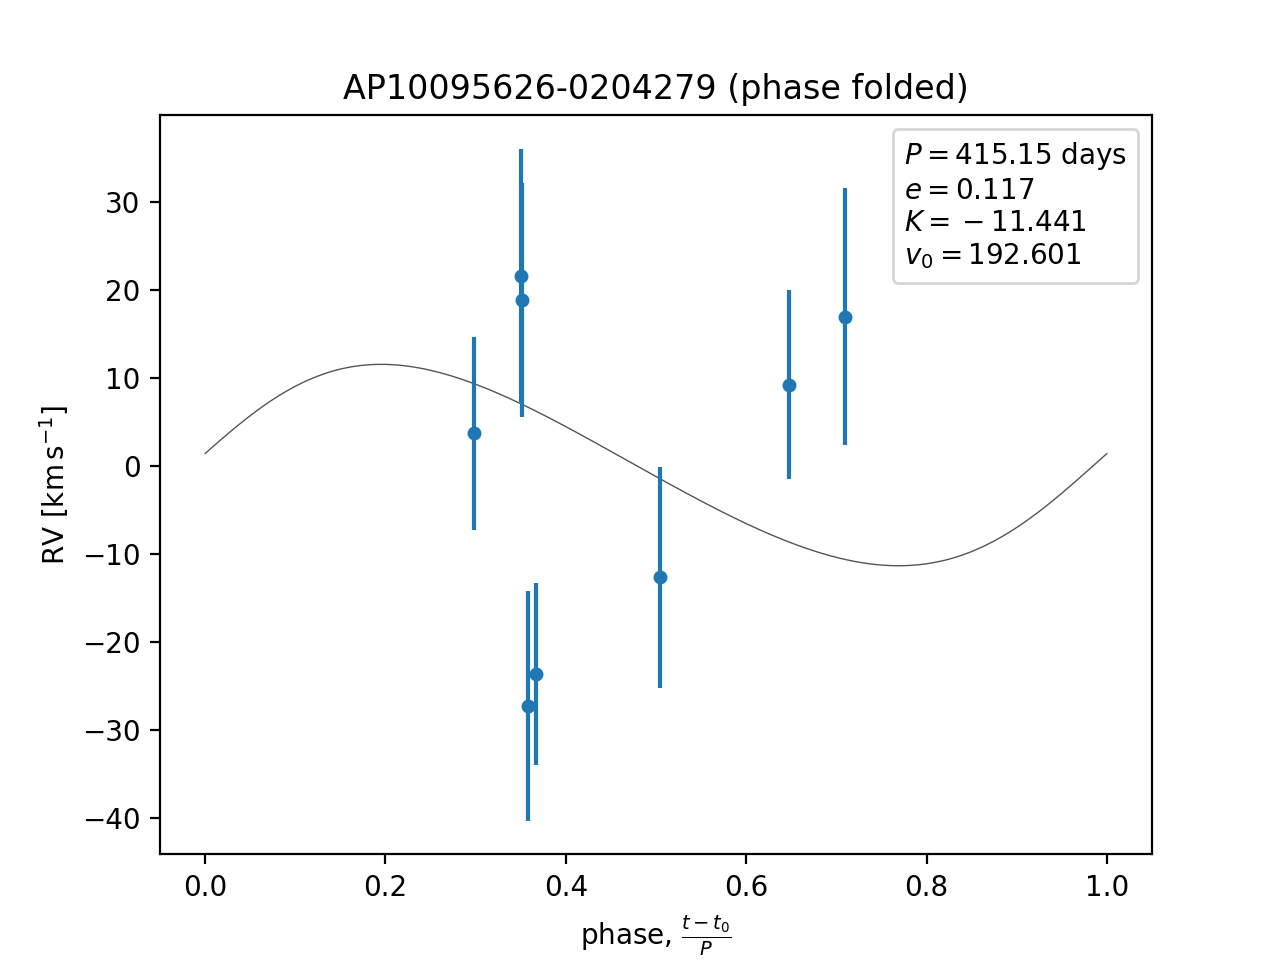 AP10095626-0204279 (phase folded)
P = 415.15 days
e = 0.117
K = −11.441
v₀ = 192.601
RV [km s⁻¹]
30
20
10
0
−10
−20
−30
−40
0.0 0.2 0.4 0.6 0.8 1.0
phase, (t − t₀)/P